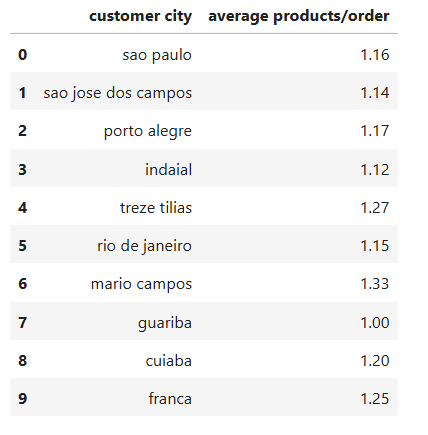 customer city average products/order
0 sao paulo 1.16
1 sao jose dos campos 1.14
2 porto alegre 1.17
3 indaial 1.12
4 treze tilias 1.27
5 rio de janeiro 1.15
6 mario campos 1.33
7 guariba 1.00
8 cuiaba 1.20
9 franca 1.25